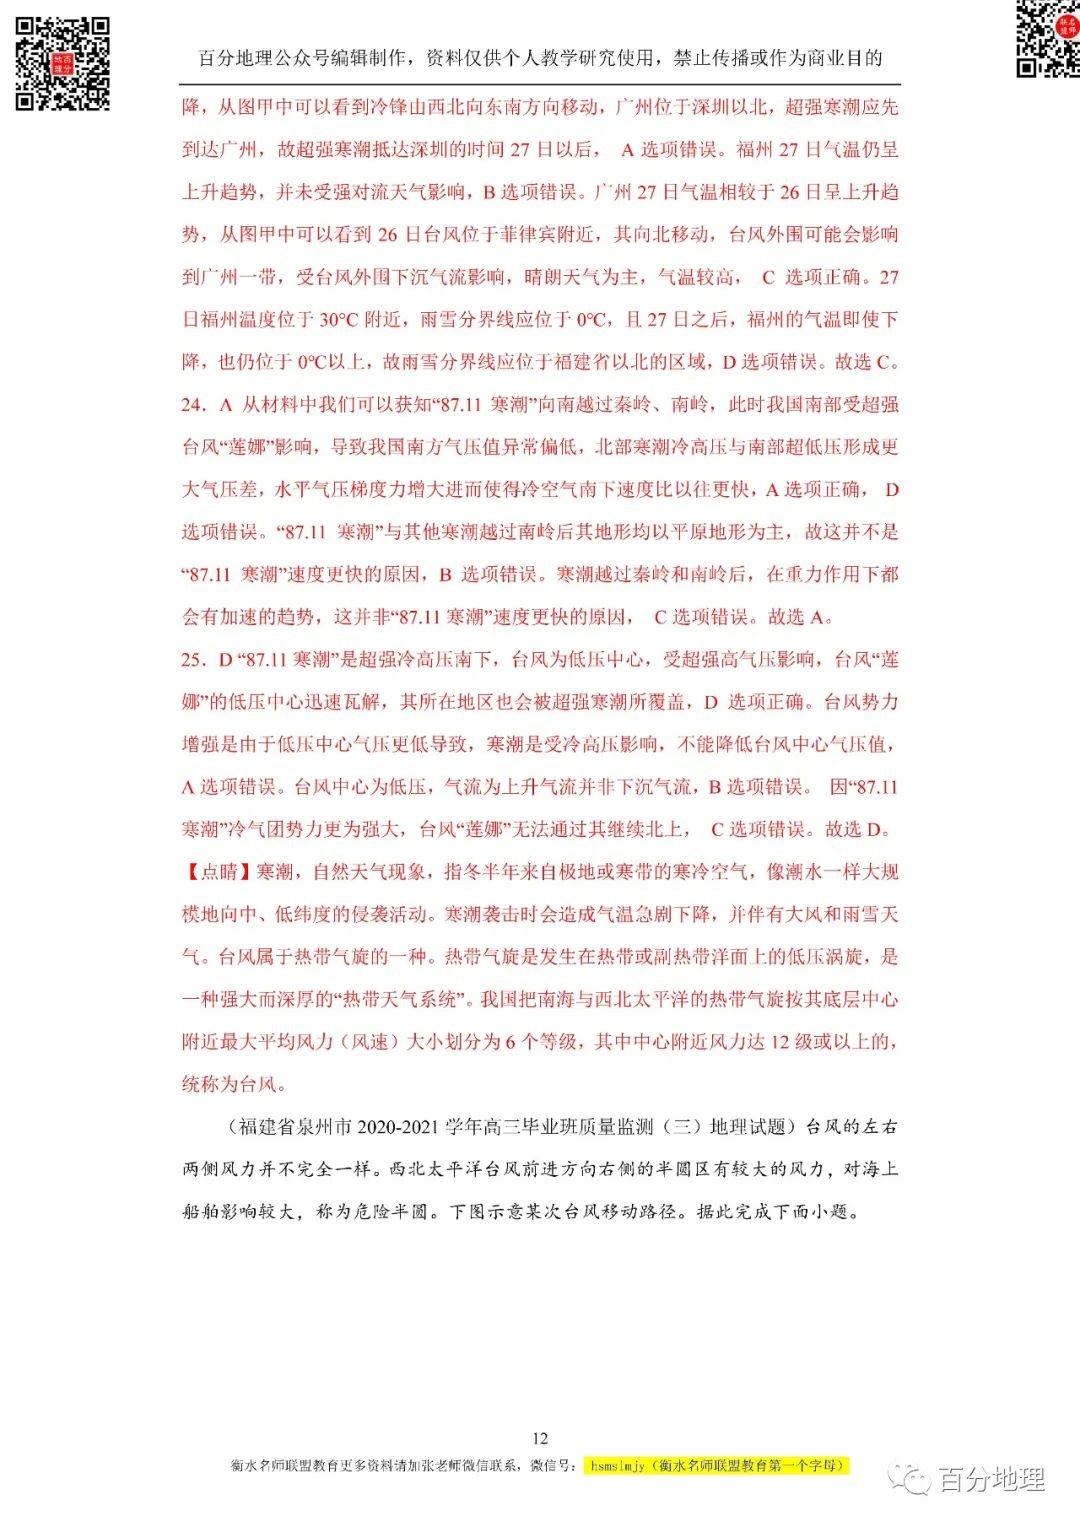 百分地理公众号编辑制作，资料仅供个人教学研究使用，禁止传播或作为商业目的
降，从图甲中可以看到冷锋由西北向东南方向移动，广州位于深圳以北，超强寒潮应先
到达广州，故超强寒潮抵达深圳的时间 27 日以后， A 选项错误。福州 27 日气温仍呈
上升趋势，并未受强对流天气影响，B 选项错误。广州 27 日气温相较于 26 日呈上升趋
势，从图甲中可以看到 26 日台风位于菲律宾附近，其向北移动，台风外围可能会影响
到广州一带，受台风外围下沉气流影响，晴朗天气为主，气温较高， C 选项正确。27
日福州温度位于 30℃ 附近，雨雪分界线应位于 0℃，且 27 日之后，福州的气温即使下
降，也仍位于 0℃以上，故雨雪分界线应位于福建省以北的区域，D 选项错误。故选 C。
24．A 从材料中我们可以获知“87.11 寒潮”向南越过秦岭、南岭，此时我国南部受超强
台风“莲娜”影响，导致我国南方气压值异常偏低，北部寒潮冷高压与南部超低压形成更
大气压差，水平气压梯度力增大进而使得冷空气南下速度比以往更快，A 选项正确， D
选项错误。“87.11 寒潮”与其他寒潮越过南岭后其地形均以平原地形为主，故这并不是
“87.11 寒潮”速度更快的原因，B 选项错误。寒潮越过秦岭和南岭后，在重力作用下都
会有加速的趋势，这并非“87.11 寒潮”速度更快的原因， C 选项错误。故选 A。
25．D “87.11 寒潮”是超强冷高压南下，台风为低压中心，受超强高气压影响，台风“莲
娜”的低压中心迅速瓦解，其所在地区也会被超强寒潮所覆盖，D 选项正确。台风势力
增强是由于低压中心气压更低导致，寒潮是受冷高压影响，不能降低台风中心气压值，
A 选项错误。台风中心为低压，气流为上升气流并非下沉气流，B 选项错误。 因“87.11
寒潮”冷气团势力更为强大，台风“莲娜”无法通过其继续北上， C 选项错误。故选 D。
【点睛】寒潮，自然天气现象，指冬半年来自极地或寒带的寒冷空气，像潮水一样大规
模地向中、低纬度的侵袭活动。寒潮袭击时会造成气温急剧下降，并伴有大风和雨雪天
气。台风属于热带气旋的一种。热带气旋是发生在热带或副热带洋面上的低压涡旋，是
一种强大而深厚的“热带天气系统”。我国把南海与西北太平洋的热带气旋按其底层中心
附近最大平均风力（风速）大小划分为 6 个等级，其中中心附近风力达 12 级或以上的，
统称为台风。
（福建省泉州市 2020-2021 学年高三毕业班质量监测（三）地理试题）台风的左右
两侧风力并不完全一样。西北太平洋台风前进方向右侧的半圆区有较大的风力，对海上
船舶影响较大，称为危险半圆。下图示意某次台风移动路径。据此完成下面小题。
12
衡水名师联盟教育更多资料请加张老师微信联系，微信号： hsmslmjy（衡水名师联盟教育第一个字母）
百分地理